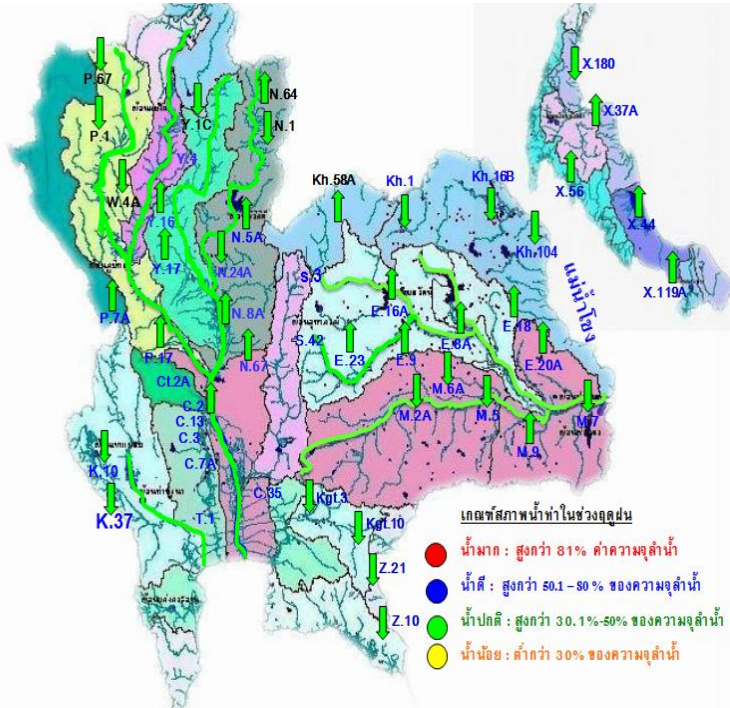 P.67
P.1
W.4A
Y.1C
Y.4
N.64
N.1
Y.16
Y.17
N.5A
N.24A
N.8A
P.7A
P.17
N.67
Kh.58A
Kh.1
Kh.16B
Kh.104
แม่น้ำโขง
X.180
X.37A
X.56
X.44
X.119A
S.3
S.42
E.16A
E.23
E.9
E.8A
E.18
E.20A
M.6A
M.2A
M.5
M.9
M.7
Ct.2A
C.2
C.13
C.3
C.7A
C.35
K.10
K.37
T.1
Kgt.3
Kgt.10
Z.21
Z.10
เกณฑ์สภาพน้ำท่าในช่วงฤดูฝน
น้ำมาก : สูงกว่า 81% ค่าความจุลำน้ำ
น้ำดี : สูงกว่า 50.1 – 80 % ของความจุลำน้ำ
น้ำปกติ : สูงกว่า 30.1%-50% ของความจุลำน้ำ
น้ำน้อย : ต่ำกว่า 30% ของความจุลำน้ำ